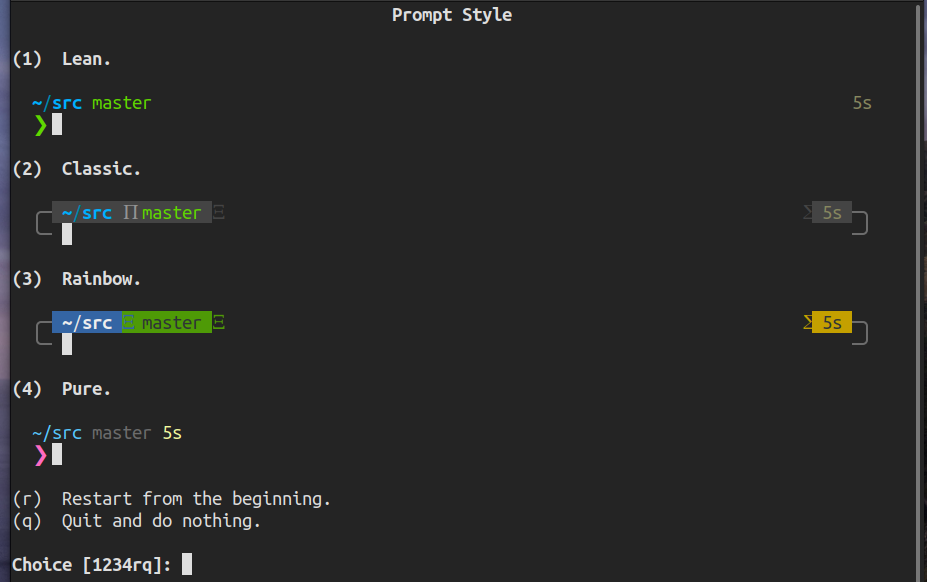 Prompt Style
(1) Lean.
~/src master 5s
❯
(2) Classic.
~/src Π master Ξ Σ 5s
(3) Rainbow.
~/src Ξ master Ξ Σ 5s
(4) Pure.
~/src master 5s
❯
(r) Restart from the beginning.
(q) Quit and do nothing.
Choice [1234rq]: